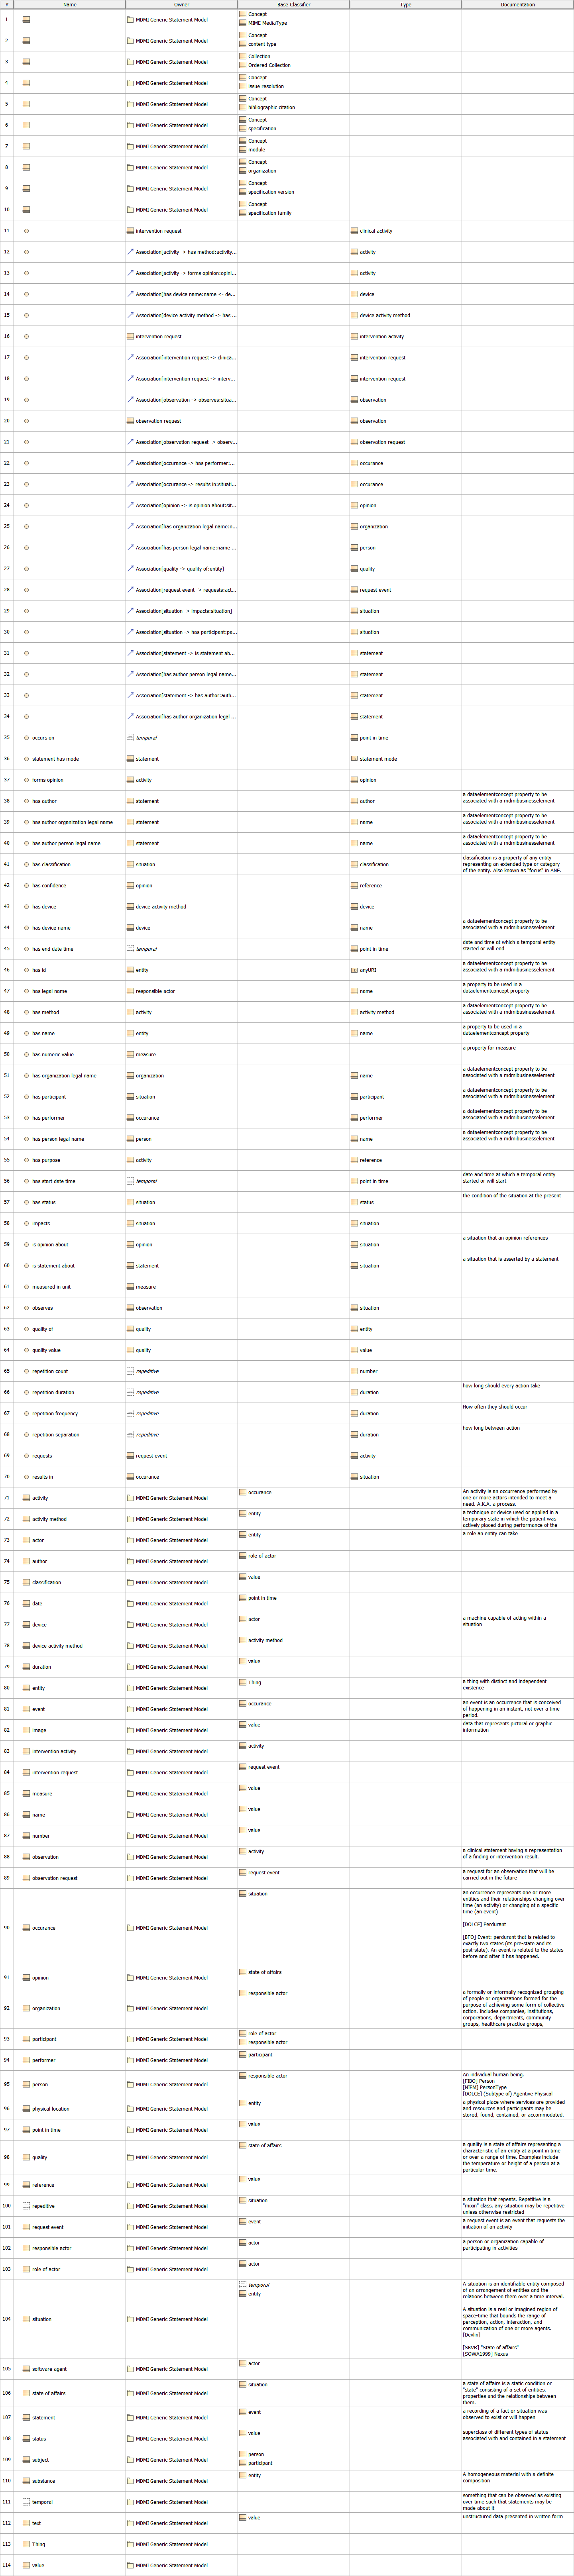 # Name Owner Base Classifier Type Documentation
1 MDMI Generic Statement Model Concept
MIME MediaType
2 MDMI Generic Statement Model Concept
content type
3 MDMI Generic Statement Model Collection
Ordered Collection
4 MDMI Generic Statement Model Concept
issue resolution
5 MDMI Generic Statement Model Concept
bibliographic citation
6 MDMI Generic Statement Model Concept
specification
7 MDMI Generic Statement Model Concept
module
8 MDMI Generic Statement Model Concept
organization
9 MDMI Generic Statement Model Concept
specification version
10 MDMI Generic Statement Model Concept
specification family
11 intervention request clinical activity
12 Association[activity -> has method:activity... activity
13 Association[activity -> forms opinion:opini... activity
14 Association[has device name:name <- de... device
15 Association[device activity method -> has ... device activity method
16 intervention request intervention activity
17 Association[intervention request -> clinica... intervention request
18 Association[intervention request -> interv... intervention request
19 Association[observation -> observes:situa... observation
20 observation request observation
21 Association[observation request -> observ... observation request
22 Association[occurance -> has performer:... occurance
23 Association[occurance -> results in:situati... occurance
24 Association[opinion -> is opinion about:sit... opinion
25 Association[has organization legal name:n... organization
26 Association[has person legal name:name ... person
27 Association[quality -> quality of:entity] quality
28 Association[request event -> requests:act... request event
29 Association[situation -> impacts:situation] situation
30 Association[situation -> has participant:pa... situation
31 Association[statement -> is statement ab... statement
32 Association[has author person legal name... statement
33 Association[statement -> has author:auth... statement
34 Association[has author organization legal ... statement
35 occurs on temporal point in time
36 statement has mode statement statement mode
37 forms opinion activity opinion
38 has author statement author a dataelementconcept property to be
associated with a mdmibusinesselement
39 has author organization legal name statement name a dataelementconcept property to be
associated with a mdmibusinesselement
40 has author person legal name statement name a dataelementconcept property to be
associated with a mdmibusinesselement
41 has classification situation classification classification is a property of any entity
representing an extended type or category
of the entity. Also known as "focus" in ANF.
42 has confidence opinion reference
43 has device device activity method device
44 has device name device name a dataelementconcept property to be
associated with a mdmibusinesselement
45 has end date time temporal point in time date and time at which a temporal entity
started or will end
46 has id entity anyURI a dataelementconcept property to be
associated with a mdmibusinesselement
47 has legal name responsible actor name a property to be used in a
dataelementconcept property
48 has method activity activity method a dataelementconcept property to be
associated with a mdmibusinesselement
49 has name entity name a property to be used in a
dataelementconcept property
50 has numeric value measure a property for measure
51 has organization legal name organization name a dataelementconcept property to be
associated with a mdmibusinesselement
52 has participant situation participant a dataelementconcept property to be
associated with a mdmibusinesselement
53 has performer occurance performer a dataelementconcept property to be
associated with a mdmibusinesselement
54 has person legal name person name a dataelementconcept property to be
associated with a mdmibusinesselement
55 has purpose activity reference
56 has start date time temporal point in time date and time at which a temporal entity
started or will start
57 has status situation status the condition of the situation at the present
58 impacts situation situation
59 is opinion about opinion situation a situation that an opinion references
60 is statement about statement situation a situation that is asserted by a statement
61 measured in unit measure
62 observes observation situation
63 quality of quality entity
64 quality value quality value
65 repetition count repeditive number
66 repetition duration repeditive duration how long should every action take
67 repetition frequency repeditive duration How often they should occur
68 repetition separation repeditive duration how long between action
69 requests request event activity
70 results in occurance situation
71 activity MDMI Generic Statement Model occurance An activity is an occurrence performed by
one or more actors intended to meet a
need. A.K.A. a process.
72 activity method MDMI Generic Statement Model entity a technique or device used or applied in a
temporary state in which the patient was
actively placed during performance of the
73 actor MDMI Generic Statement Model entity a role an entity can take
74 author MDMI Generic Statement Model role of actor
75 classification MDMI Generic Statement Model value
76 date MDMI Generic Statement Model point in time
77 device MDMI Generic Statement Model actor a machine capable of acting within a
situation
78 device activity method MDMI Generic Statement Model activity method
79 duration MDMI Generic Statement Model value
80 entity MDMI Generic Statement Model Thing a thing with distinct and independent
existence
81 event MDMI Generic Statement Model occurance an event is an occurrence that is conceived
of happening in an instant, not over a time
period.
82 image MDMI Generic Statement Model value data that represents pictoral or graphic
information
83 intervention activity MDMI Generic Statement Model activity
84 intervention request MDMI Generic Statement Model request event
85 measure MDMI Generic Statement Model value
86 name MDMI Generic Statement Model value
87 number MDMI Generic Statement Model value
88 observation MDMI Generic Statement Model activity a clinical statement having a representation
of a finding or intervention result.
89 observation request MDMI Generic Statement Model request event a request for an observation that will be
carried out in the future
90 occurance MDMI Generic Statement Model situation an occurrence represents one or more
entities and their relationships changing over
time (an activity) or changing at a specific
time (an event)
[DOLCE] Perdurant
[BFO] Event: perdurant that is related to
exactly two states (its pre-state and its
post-state). An event is related to the states
before and after it has happened.
91 opinion MDMI Generic Statement Model state of affairs
92 organization MDMI Generic Statement Model responsible actor a formally or informally recognized grouping
of people or organizations formed for the
purpose of achieving some form of collective
action. Includes companies, institutions,
corporations, departments, community
groups, healthcare practice groups,
93 participant MDMI Generic Statement Model role of actor
responsible actor
94 performer MDMI Generic Statement Model participant
95 person MDMI Generic Statement Model responsible actor An individual human being.
[FIBO] Person
[NIEM] PersonType
[DOLCE] (Subtype of) Agentive Physical
96 physical location MDMI Generic Statement Model entity a physical place where services are provided
and resources and participants may be
stored, found, contained, or accommodated.
97 point in time MDMI Generic Statement Model value
98 quality MDMI Generic Statement Model state of affairs a quality is a state of affairs representing a
characteristic of an entity at a point in time
or over a range of time. Examples include
the temperature or height of a person at a
particular time.
99 reference MDMI Generic Statement Model value
100 repeditive MDMI Generic Statement Model situation a situation that repeats. Repetitive is a
"mixin" class, any situation may be repetitive
unless otherwise restricted
101 request event MDMI Generic Statement Model event a request event is an event that requests the
initiation of an activity
102 responsible actor MDMI Generic Statement Model actor a person or organization capable of
participating in activities
103 role of actor MDMI Generic Statement Model actor
104 situation MDMI Generic Statement Model temporal
entity A situation is an identifiable entity composed
of an arrangement of entities and the
relations between them over a time interval.
A situation is a real or imagined region of
space-time that bounds the range of
perception, action, interaction, and
communication of one or more agents.
[Devlin]
[SBVR] "State of affairs"
[SOWA1999] Nexus
105 software agent MDMI Generic Statement Model actor
106 state of affairs MDMI Generic Statement Model situation a state of affairs is a static condition or
"state" consisting of a set of entities,
properties and the relationships between
them.
107 statement MDMI Generic Statement Model event a recording of a fact or situation was
observed to exist or will happen
108 status MDMI Generic Statement Model value superclass of different types of status
associated with and contained in a statement
109 subject MDMI Generic Statement Model person
participant
110 substance MDMI Generic Statement Model entity A homogeneous material with a definite
composition
111 temporal MDMI Generic Statement Model something that can be observed as existing
over time such that statements may be
made about it
112 text MDMI Generic Statement Model value unstructured data presented in written form
113 Thing MDMI Generic Statement Model
114 value MDMI Generic Statement Model